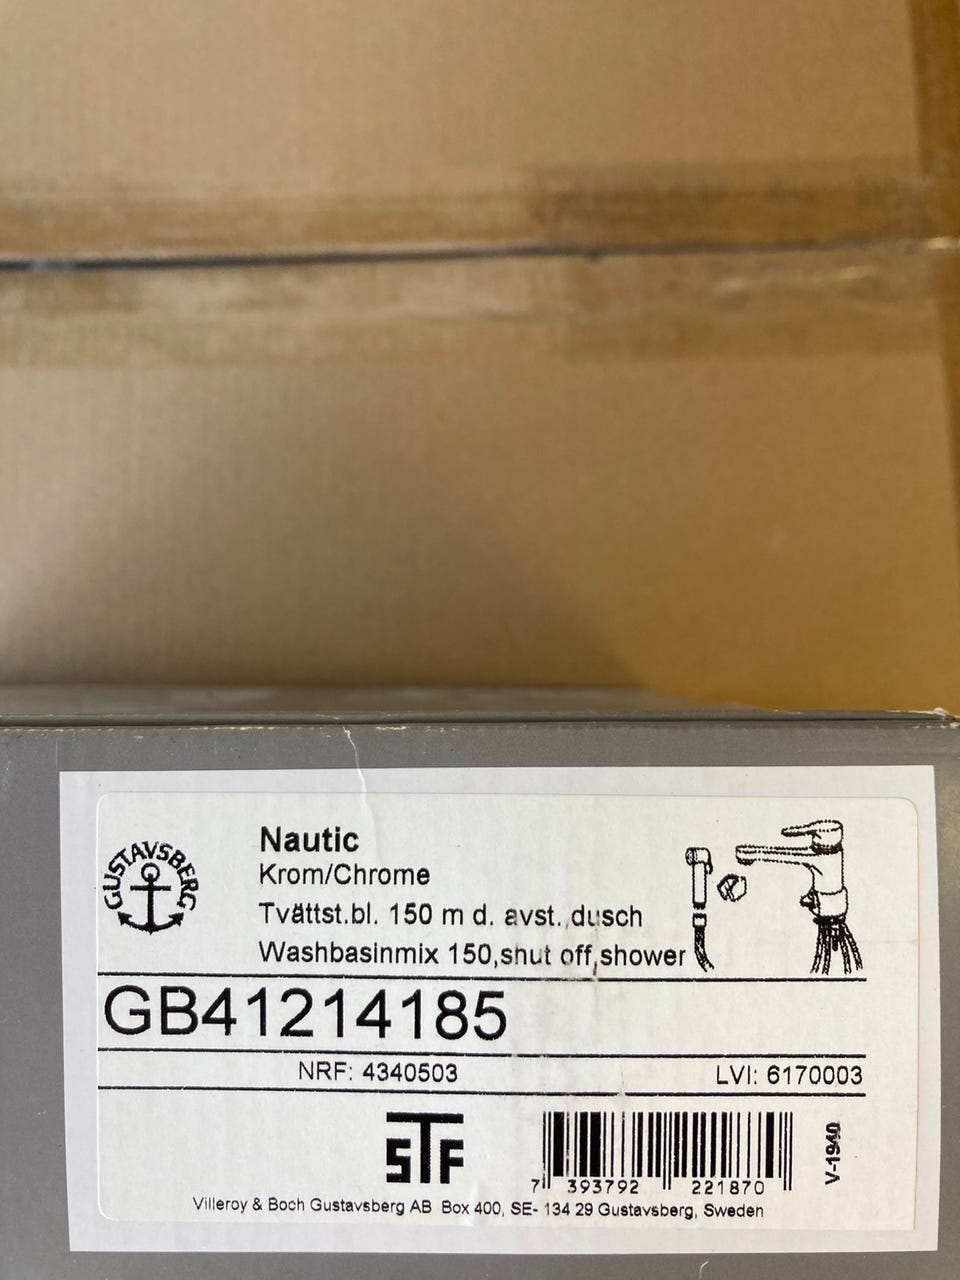 GUSTAVSBERG
Nautic
Krom/Chrome
Tvättst.bl. 150 m d. avst. dusch
Washbasinmix 150,shut off,shower
GB41214185
NRF: 4340503 LVI: 6170003
STF
7 393792 221870
V-1940
Villeroy & Boch Gustavsberg AB Box 400, SE- 134 29 Gustavsberg, Sweden